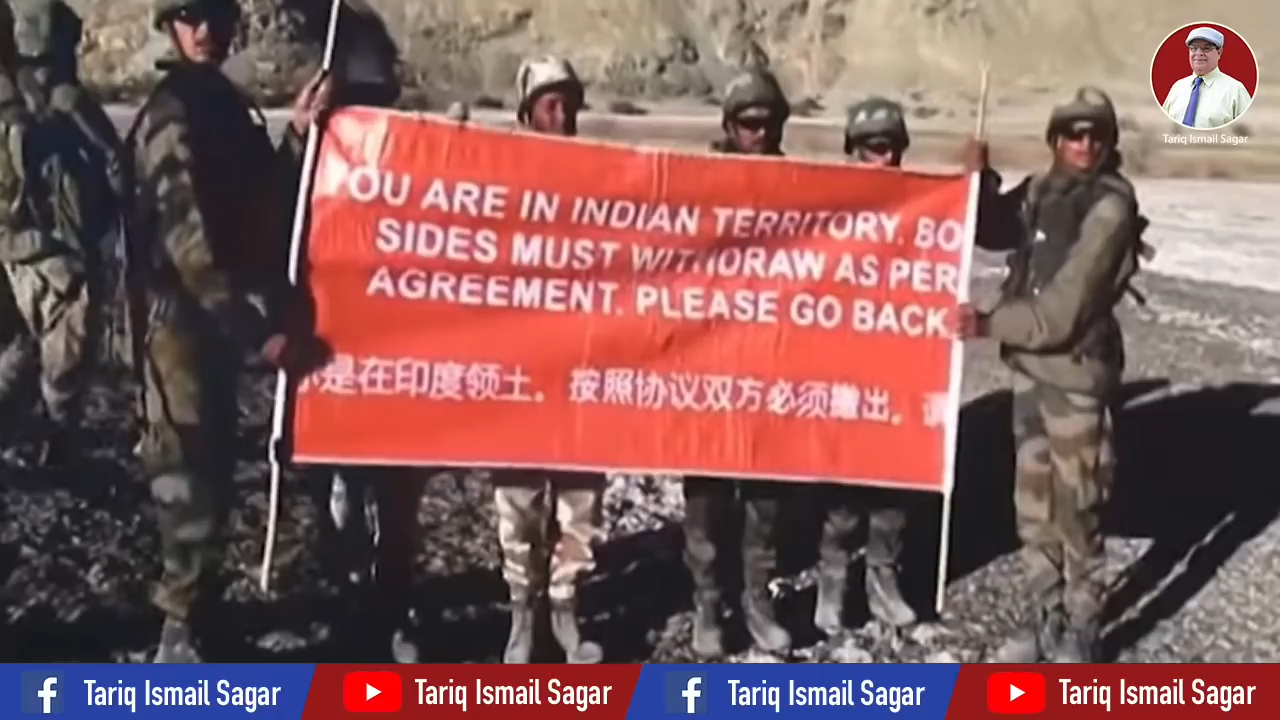 Tariq Ismail Sagar
YOU ARE IN INDIAN TERRITORY. BO
SIDES MUST WITHDRAW AS PER
AGREEMENT. PLEASE GO BACK
是在印度领土。按照协议双方必须撤出。
Tariq Ismail Sagar Tariq Ismail Sagar Tariq Ismail Sagar Tariq Ismail Sagar